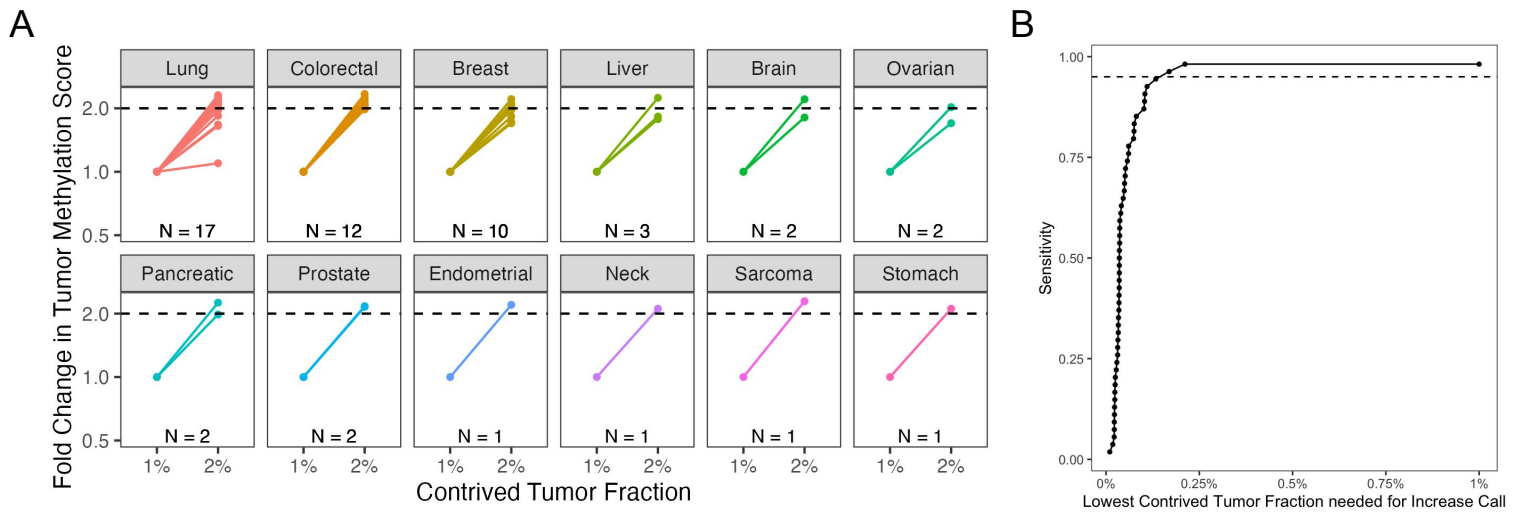 A
Fold Change in Tumor Methylation Score
Lung Colorectal Breast Liver Brain Ovarian
2.0
1.0
0.5
N = 17 N = 12 N = 10 N = 3 N = 2 N = 2
Pancreatic Prostate Endometrial Neck Sarcoma Stomach
2.0
1.0
0.5
N = 2 N = 2 N = 1 N = 1 N = 1 N = 1
1% 2% 1% 2% 1% 2% 1% 2% 1% 2% 1% 2%
Contrived Tumor Fraction
B
Sensitivity
1.00
0.75
0.50
0.25
0.00
0% 0.25% 0.5% 0.75% 1%
Lowest Contrived Tumor Fraction needed for Increase Call